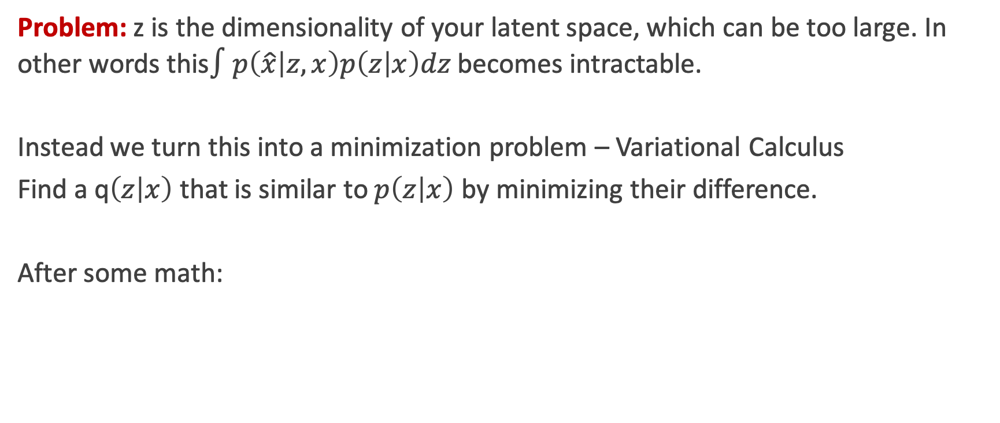 Problem: z is the dimensionality of your latent space, which can be too large. In
other words this ∫ p(x̂|z, x)p(z|x)dz becomes intractable.
Instead we turn this into a minimization problem – Variational Calculus
Find a q(z|x) that is similar to p(z|x) by minimizing their difference.
After some math: